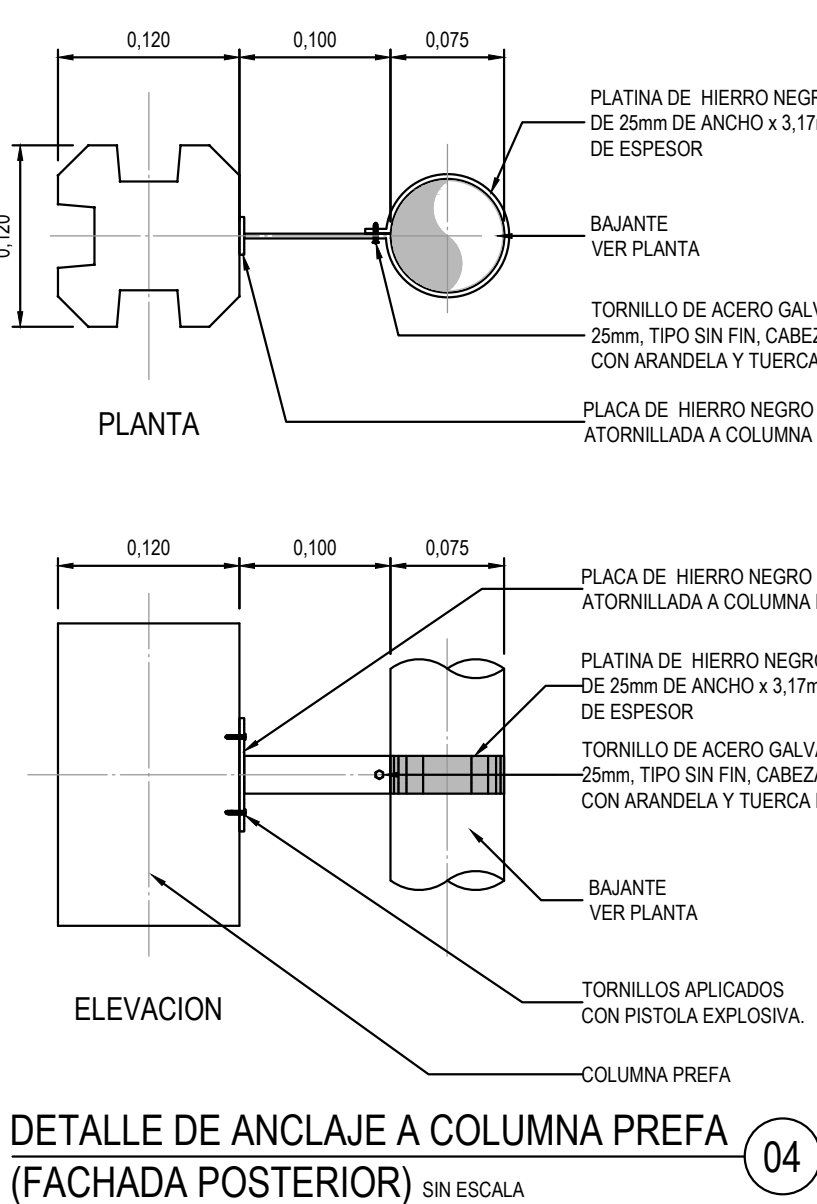 0,120 0,100 0,075
PLATINA DE HIERRO NEGR
DE 25mm DE ANCHO x 3,17
DE ESPESOR
0,120
BAJANTE
VER PLANTA
TORNILLO DE ACERO GALV
25mm, TIPO SIN FIN, CABEZ
CON ARANDELA Y TUERCA
PLACA DE HIERRO NEGRO
ATORNILLADA A COLUMNA
PLANTA
0,120 0,100 0,075
PLACA DE HIERRO NEGRO
ATORNILLADA A COLUMNA
PLATINA DE HIERRO NEGRO
DE 25mm DE ANCHO x 3,17m
DE ESPESOR
TORNILLO DE ACERO GALVA
25mm, TIPO SIN FIN, CABEZA
CON ARANDELA Y TUERCA
BAJANTE
VER PLANTA
TORNILLOS APLICADOS
CON PISTOLA EXPLOSIVA.
ELEVACION
COLUMNA PREFA
DETALLE DE ANCLAJE A COLUMNA PREFA
04
(FACHADA POSTERIOR) SIN ESCALA